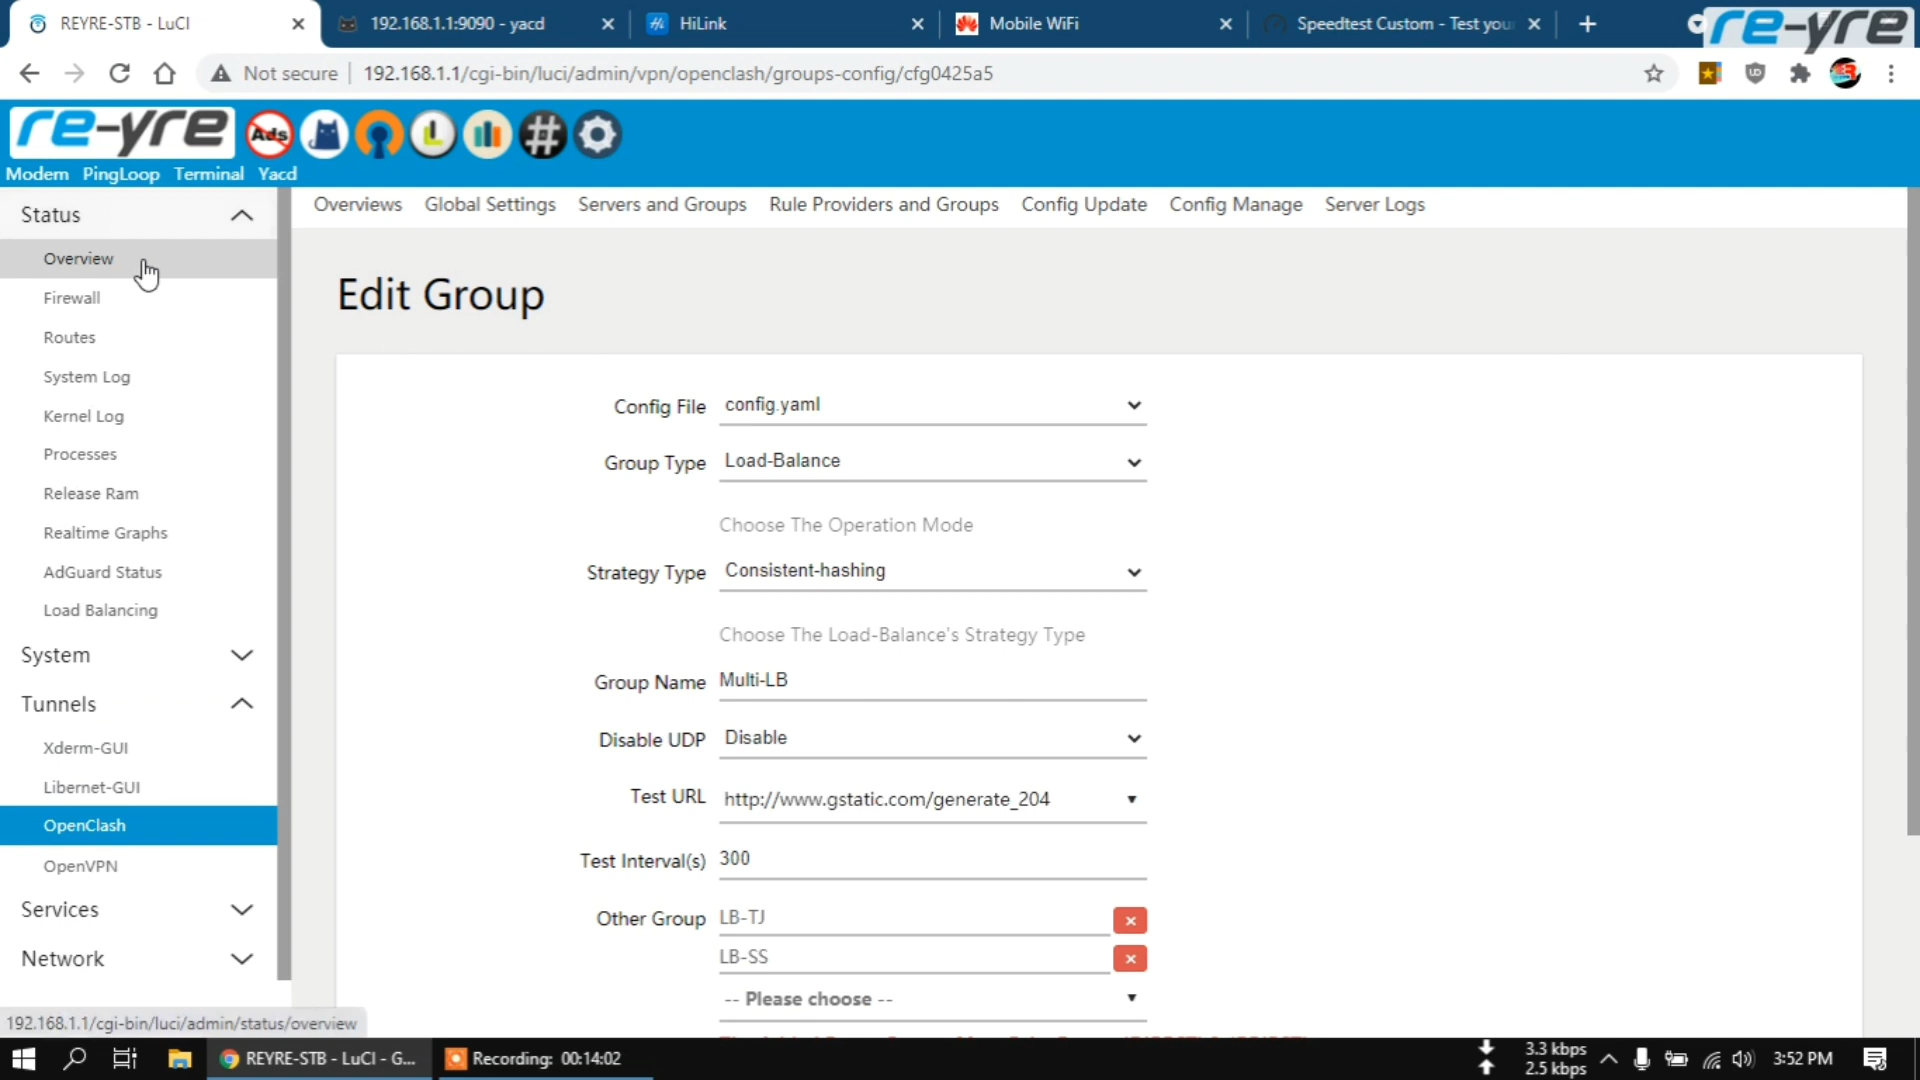 REYRE-STB - LuCI
192.168.1.1:9090 - yacd
HiLink
Mobile WiFi
Speedtest Custom - Test you
re-yre
Not secure
192.168.1.1/cgi-bin/luci/admin/vpn/openclash/groups-config/cfg0425a5
re-yre
Ads
Modem PingLoop Terminal Yacd
Overviews Global Settings Servers and Groups Rule Providers and Groups Config Update Config Manage Server Logs
Status
Overview
Firewall
Routes
System Log
Kernel Log
Processes
Release Ram
Realtime Graphs
AdGuard Status
Load Balancing
System
Tunnels
Xderm-GUI
Libernet-GUI
OpenClash
OpenVPN
Services
Network
Edit Group
Config File config.yaml
Group Type Load-Balance
Choose The Operation Mode
Strategy Type Consistent-hashing
Choose The Load-Balance's Strategy Type
Group Name Multi-LB
Disable UDP Disable
Test URL http://www.gstatic.com/generate_204
Test Interval(s) 300
Other Group LB-TJ
LB-SS
-- Please choose --
192.168.1.1/cgi-bin/luci/admin/status/overview
REYRE-STB - LuCI - G...
Recording: 00:14:02
3.3 kbps
2.5 kbps
3:52 PM